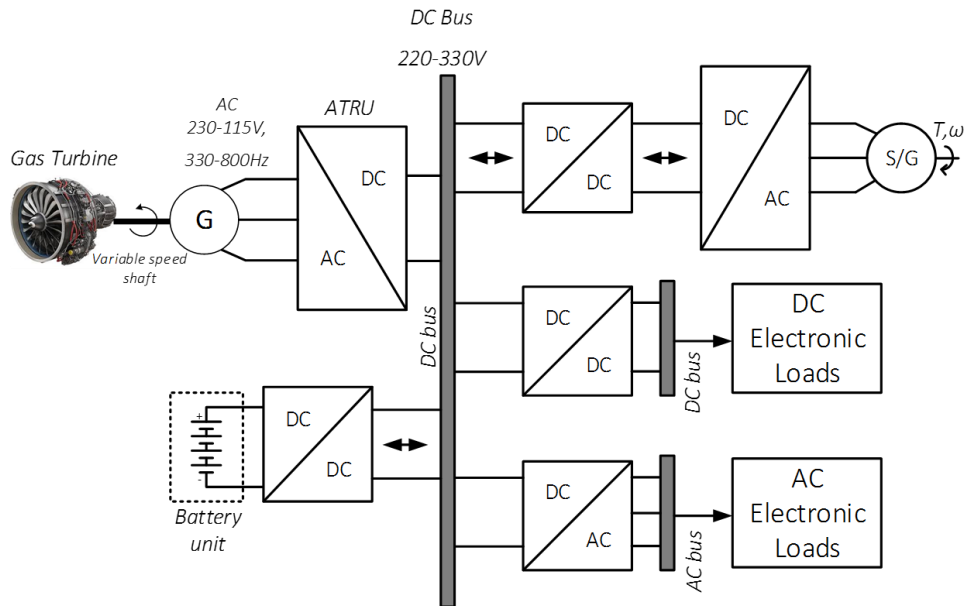 DC Bus
220-330V
AC
230-115V,
330-800Hz
ATRU
Gas Turbine
G
Variable speed
shaft
DC
AC
DC bus
DC
DC
DC
AC
S/G
T,ω
DC
DC
DC bus
DC
Electronic
Loads
+
-
Battery
unit
DC
DC
DC
AC
AC bus
AC
Electronic
Loads